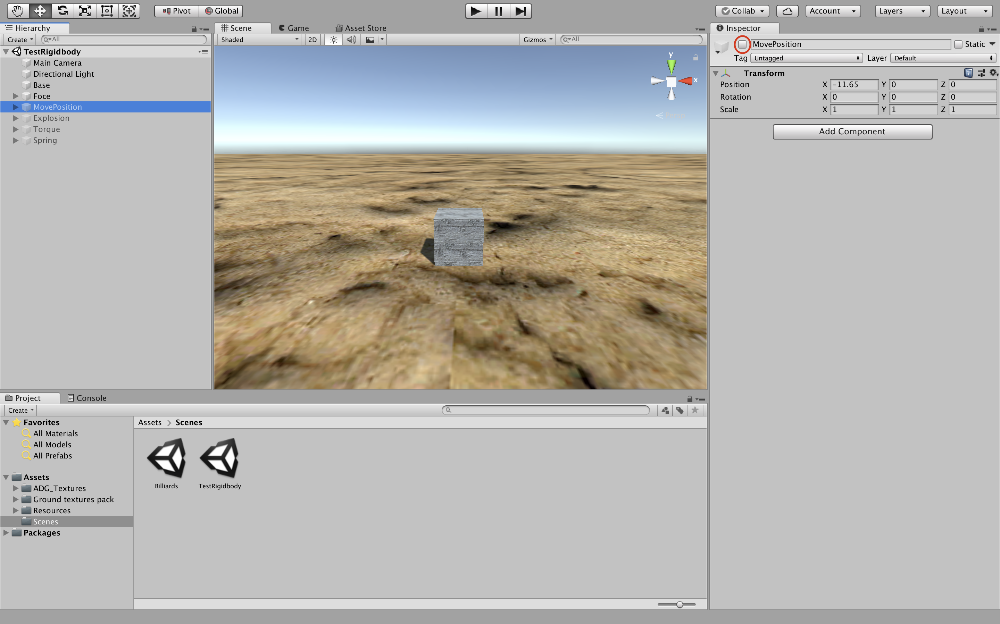 Pivot Global Collab Account Layers Layout
Hierarchy
Create All
TestRigidbody
Main Camera
Directional Light
Base
Foce
MovePosition
Explosion
Torque
Spring
Scene Game Asset Store
Shaded 2D Gizmos All
y
x
Persp
Inspector
MovePosition Static
Tag Untagged Layer Default
Transform
Position X -11.65 Y 0 Z 0
Rotation X 0 Y 0 Z 0
Scale X 1 Y 1 Z 1
Add Component
Project Console
Create
Favorites
All Materials
All Models
All Prefabs
Assets
ADG_Textures
Ground textures pack
Resources
Scenes
Packages
Assets > Scenes
Billiards TestRigidbody